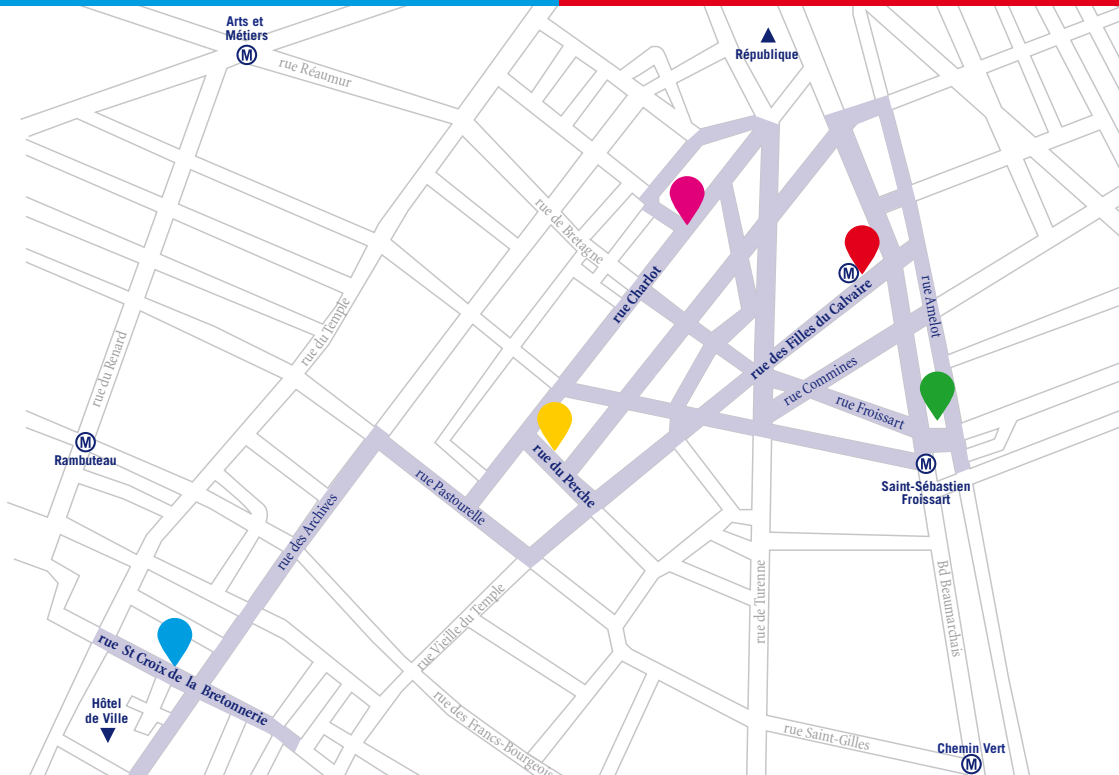 Arts et
Métiers
M
rue Réaumur
République
rue de Bretagne
rue Charlot
M
rue des Filles du Calvaire
rue Amelot
rue du Temple
rue du Renard
rue Commines
rue Froissart
M
Rambuteau
rue du Perche
rue Pastourelle
M
Saint-Sébastien
Froissart
rue des Archives
rue Vieille du Temple
rue de Turenne
Bd Beaumarchais
rue St Croix de la Bretonnerie
Hôtel
de Ville
rue des Francs-Bourgeois
rue Saint-Gilles
Chemin Vert
M